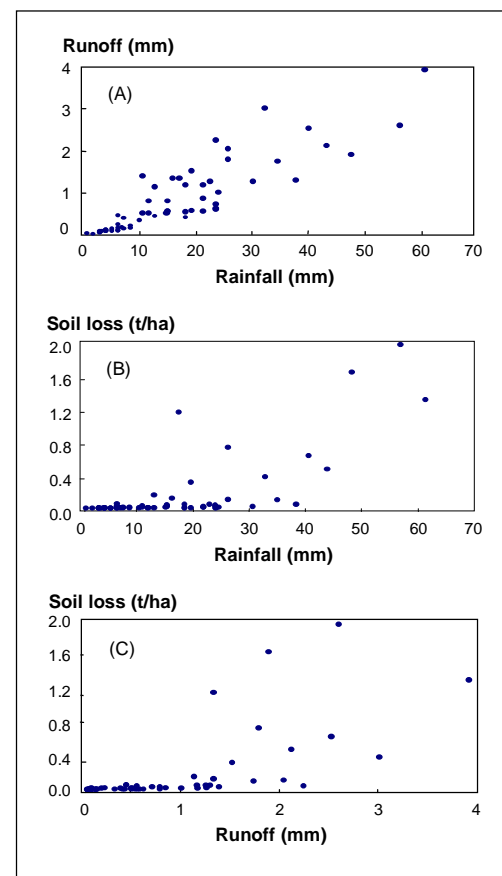 Runoff (mm)
4
(A)
3
2
1
0
0 10 20 30 40 50 60 70
Rainfall (mm)
Soil loss (t/ha)
2.0
1.6
(B)
1.2
0.8
0.4
0.0
0 10 20 30 40 50 60 70
Rainfall (mm)
Soil loss (t/ha)
2.0
1.6
(C)
1.2
0.8
0.4
0.0
0 1 2 3 4
Runoff (mm)